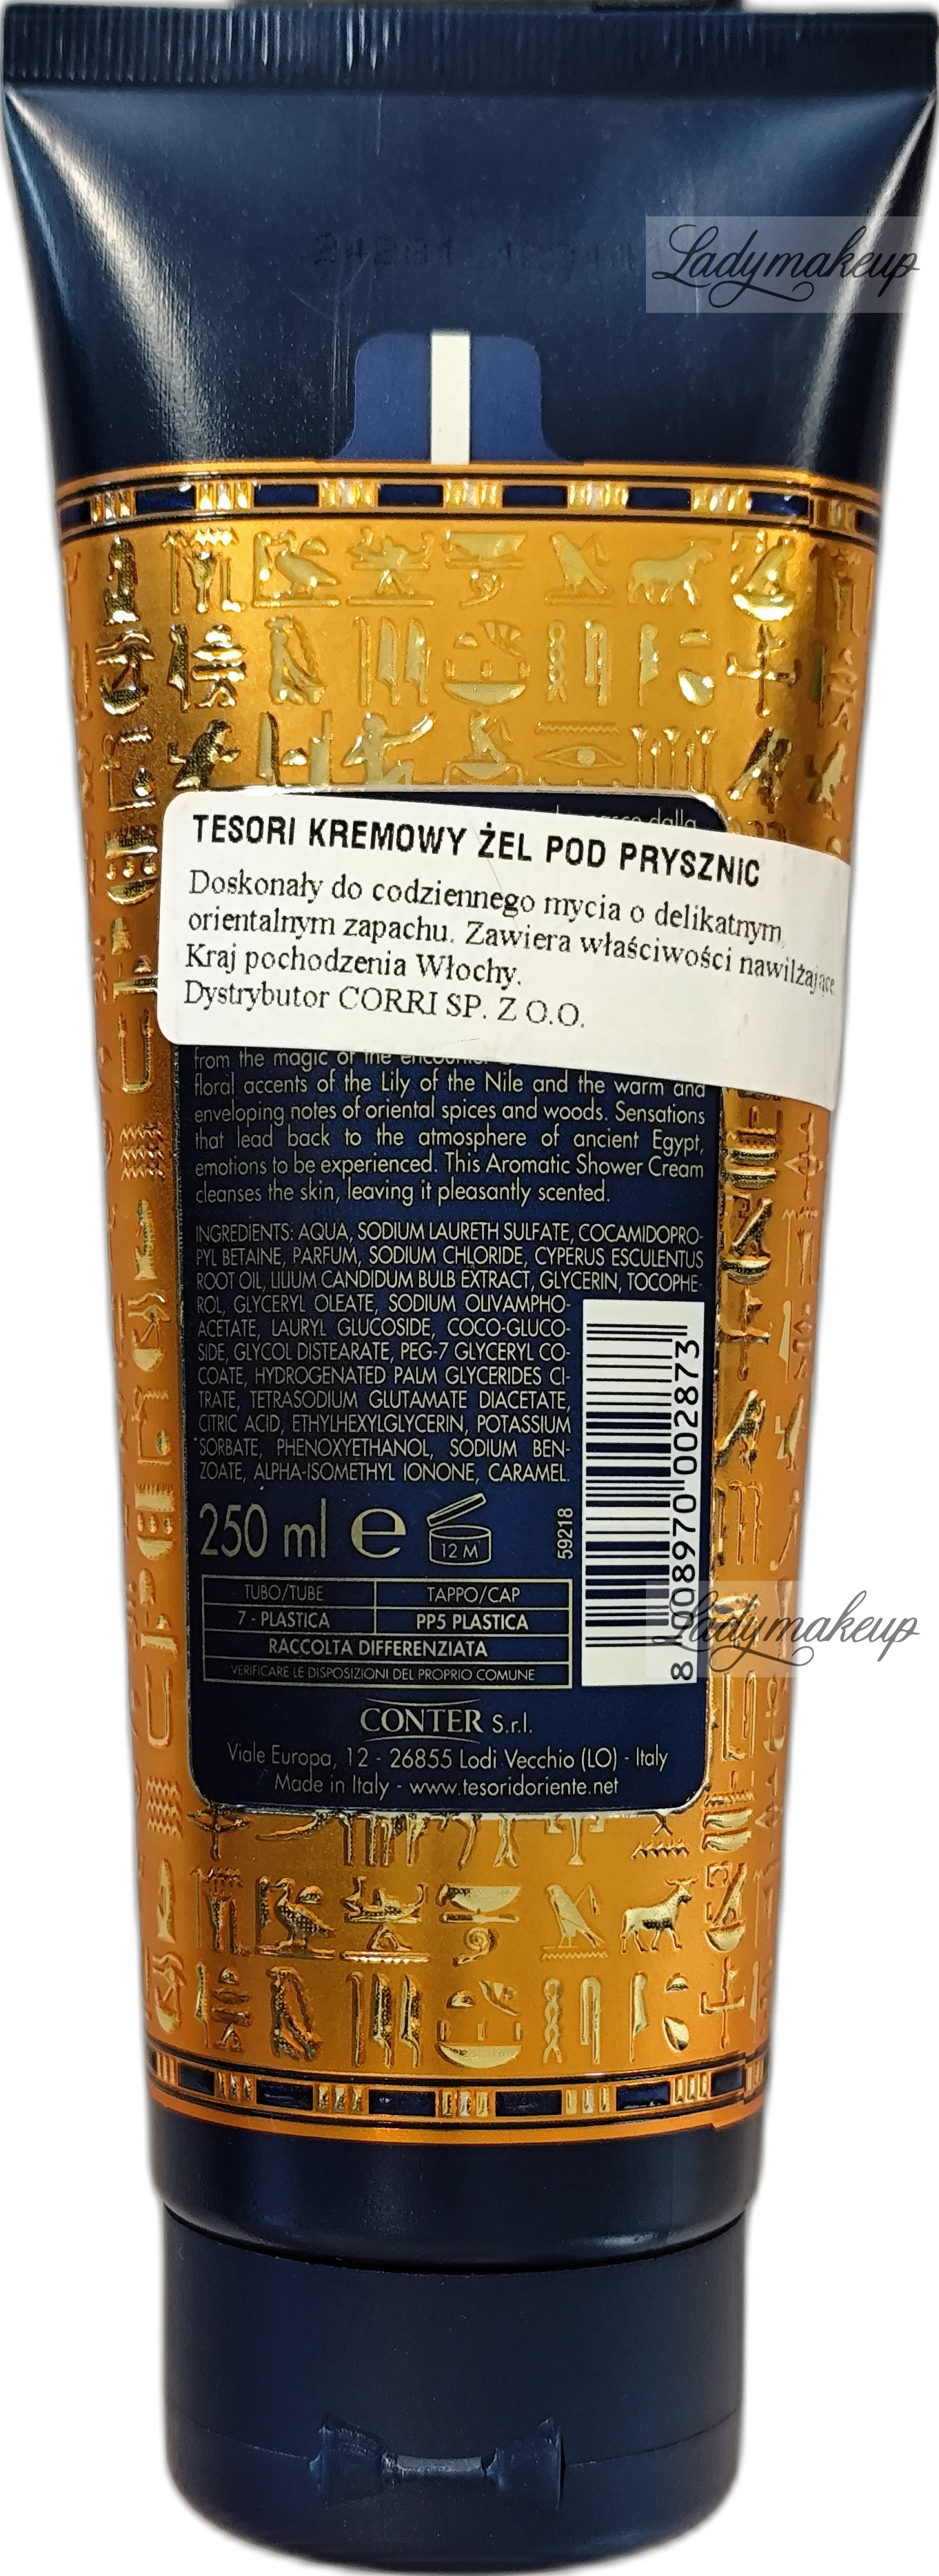 Ladymakeup
dalla
TESORI KREMOWY ŻEL POD PRYSZNIC
Doskonały do codziennego mycia o delikatnym
orientalnym zapachu. Zawiera właściwości nawilżające.
Kraj pochodzenia Włochy.
Dystrybutor CORRI SP. Z O.O.
from the magic of the
floral accents of the Lily of the Nile and the warm and
enveloping notes of oriental spices and woods. Sensations
that lead back to the atmosphere of ancient Egypt,
emotions to be experienced. This Aromatic Shower Cream
cleanses the skin, leaving it pleasantly scented.
INGREDIENTS: AQUA, SODIUM LAURETH SULFATE, COCAMIDOPRO-
PYL BETAINE, PARFUM, SODIUM CHLORIDE, CYPERUS ESCULENTUS
ROOT OIL, LILIUM CANDIDUM BULB EXTRACT, GLYCERIN, TOCOPHE-
ROL, GLYCERYL OLEATE, SODIUM OLIVAMPHO-
ACETATE, LAURYL GLUCOSIDE, COCO-GLUCO-
SIDE, GLYCOL DISTEARATE, PEG-7 GLYCERYL CO-
COATE, HYDROGENATED PALM GLYCERIDES CI-
TRATE, TETRASODIUM GLUTAMATE DIACETATE,
CITRIC ACID, ETHYLHEXYLGLYCERIN, POTASSIUM
SORBATE, PHENOXYETHANOL, SODIUM BEN-
ZOATE, ALPHA-ISOMETHYL IONONE, CARAMEL.
250 ml e 12 M
59218
8 008970 002873
TUBO/TUBE TAPPO/CAP
7 - PLASTICA PP5 PLASTICA
RACCOLTA DIFFERENZIATA
VERIFICARE LE DISPOSIZIONI DEL PROPRIO COMUNE
Ladymakeup
CONTER S.r.l.
Viale Europa, 12 - 26855 Lodi Vecchio (LO) - Italy
Made in Italy - www.tesoridoriente.net